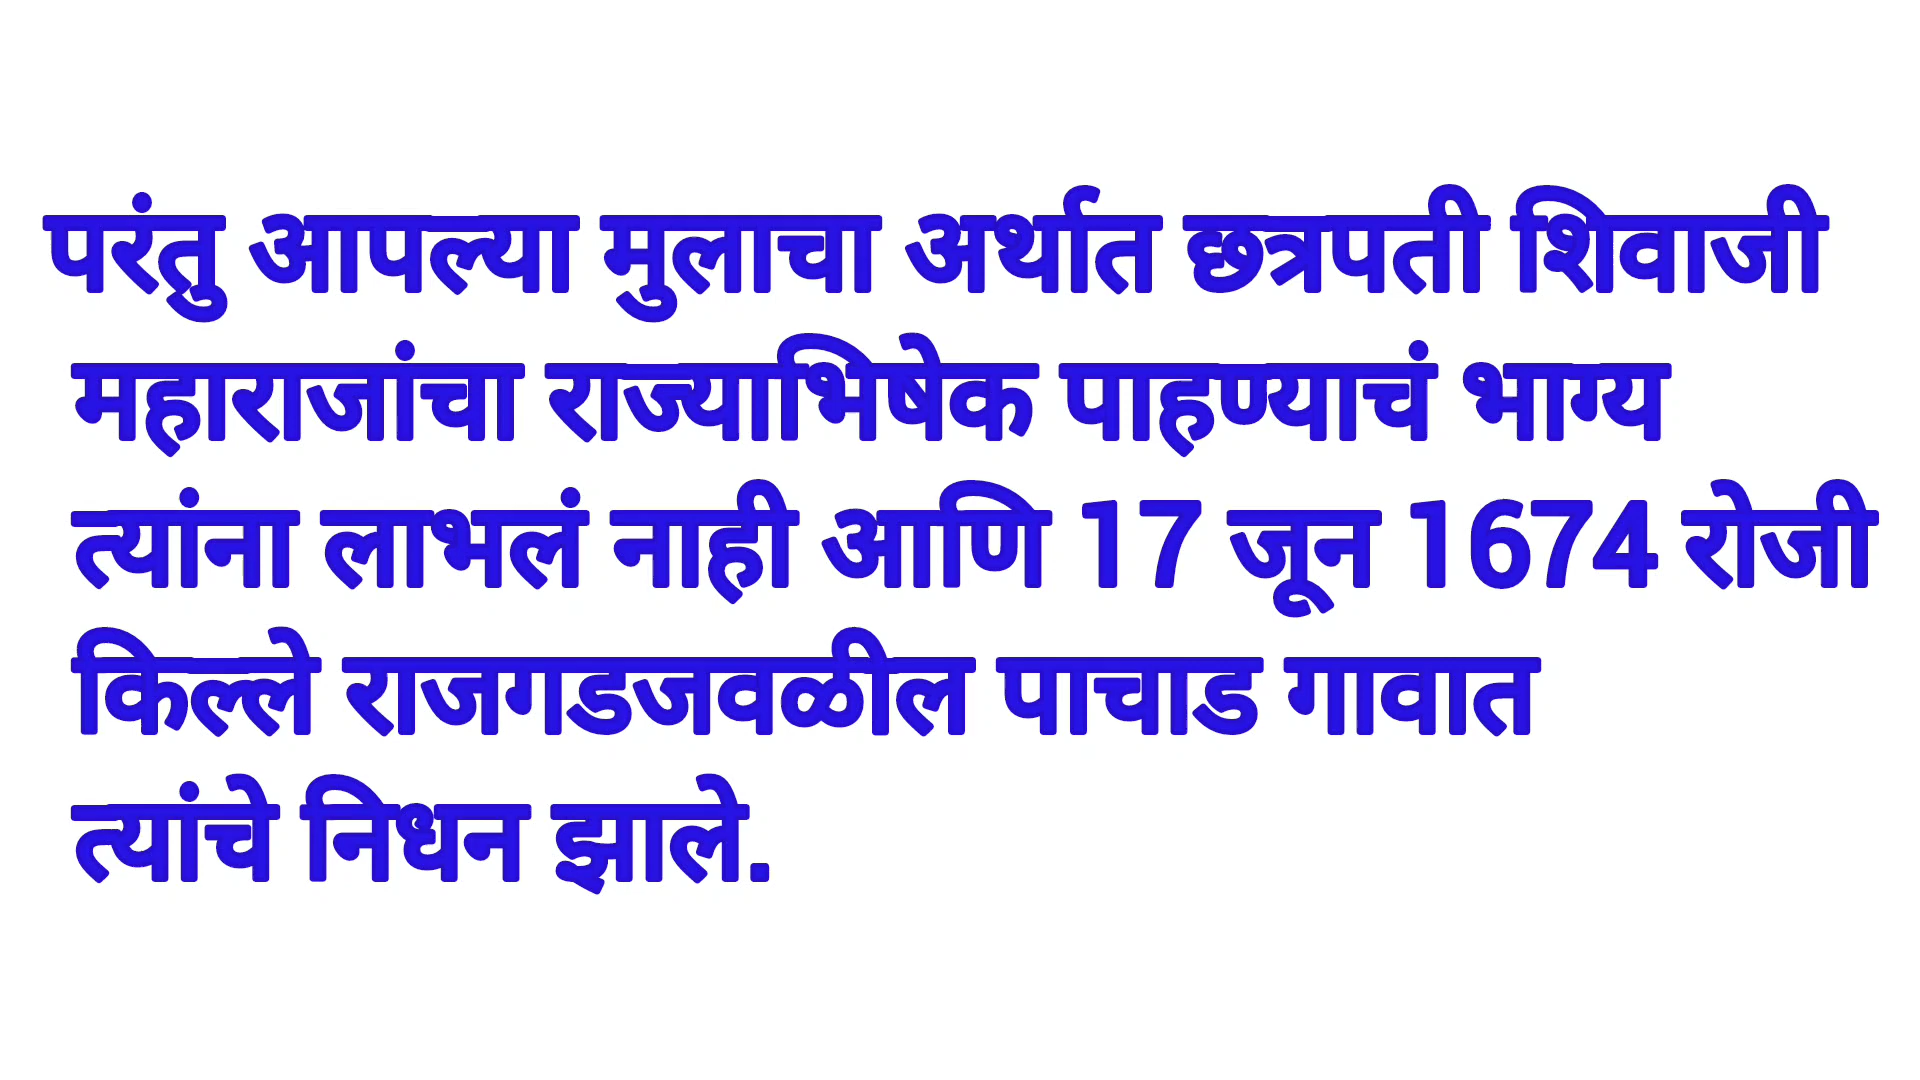 परंतु आपल्या मुलाचा अर्थात छत्रपती शिवाजी
महाराजांचा राज्याभिषेक पाहण्याचं भाग्य
त्यांना लाभलं नाही आणि 17 जून 1674 रोजी
किल्ले राजगडजवळील पाचाड गावात
त्यांचे निधन झाले.